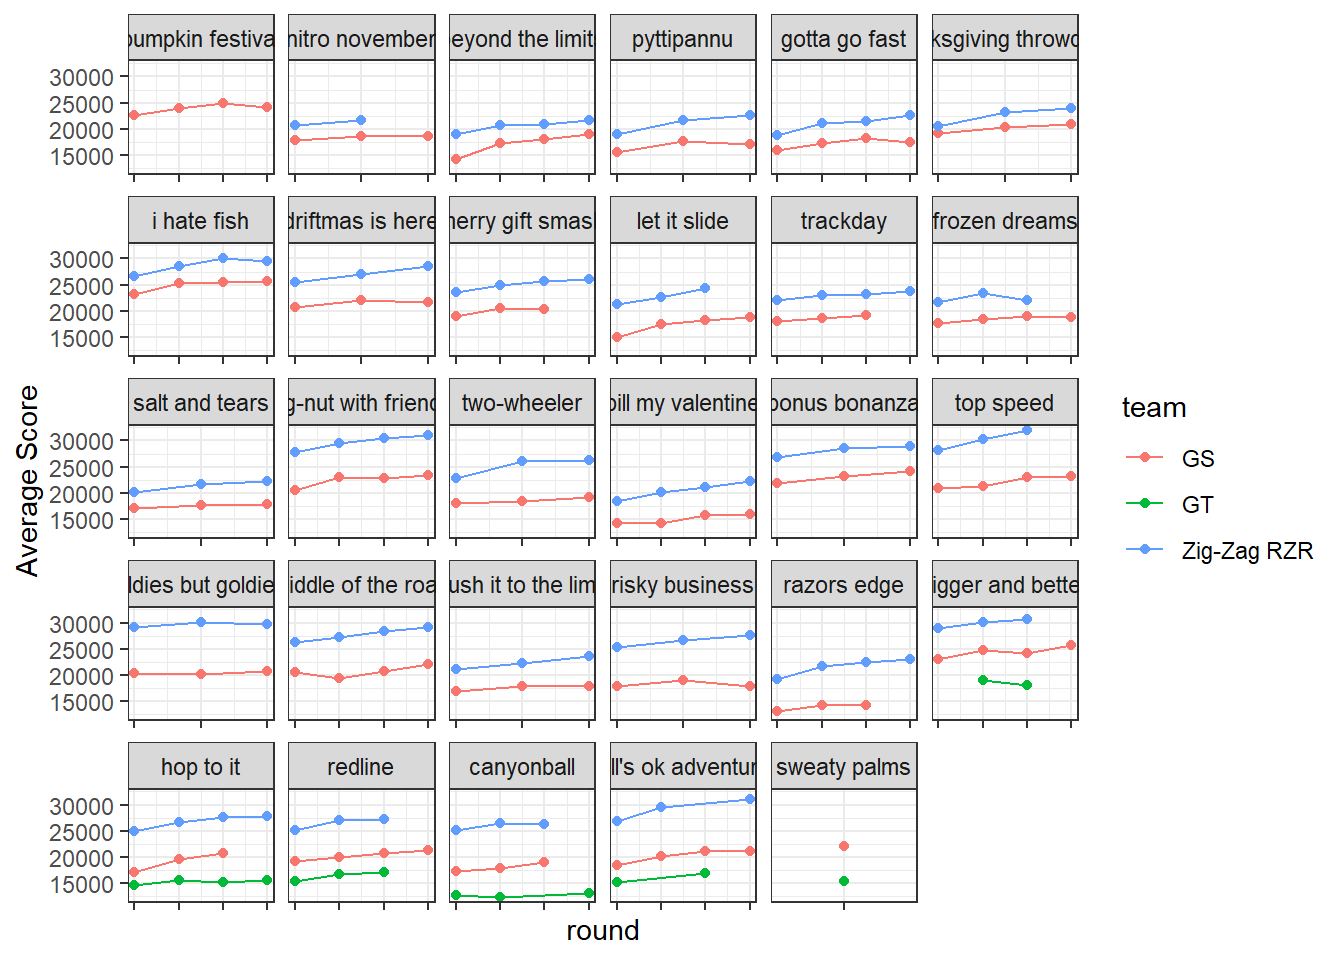 pumpkin festiva nitro november eyond the limit pyttipannu gotta go fast ksgiving throwd
30000
25000
20000
15000
i hate fish driftmas is here nerry gift smas let it slide trackday frozen dreams
30000
25000
20000
15000
salt and tears g-nut with friend two-wheeler bill my valentine bonus bonanza top speed
30000
25000
20000
15000
ldies but goldie iddle of the roa ush it to the lim risky business razors edge igger and bette
30000
25000
20000
15000
hop to it redline canyonball ll's ok adventur sweaty palms
30000
25000
20000
15000
round
Average Score
team
GS
GT
Zig-Zag RZR